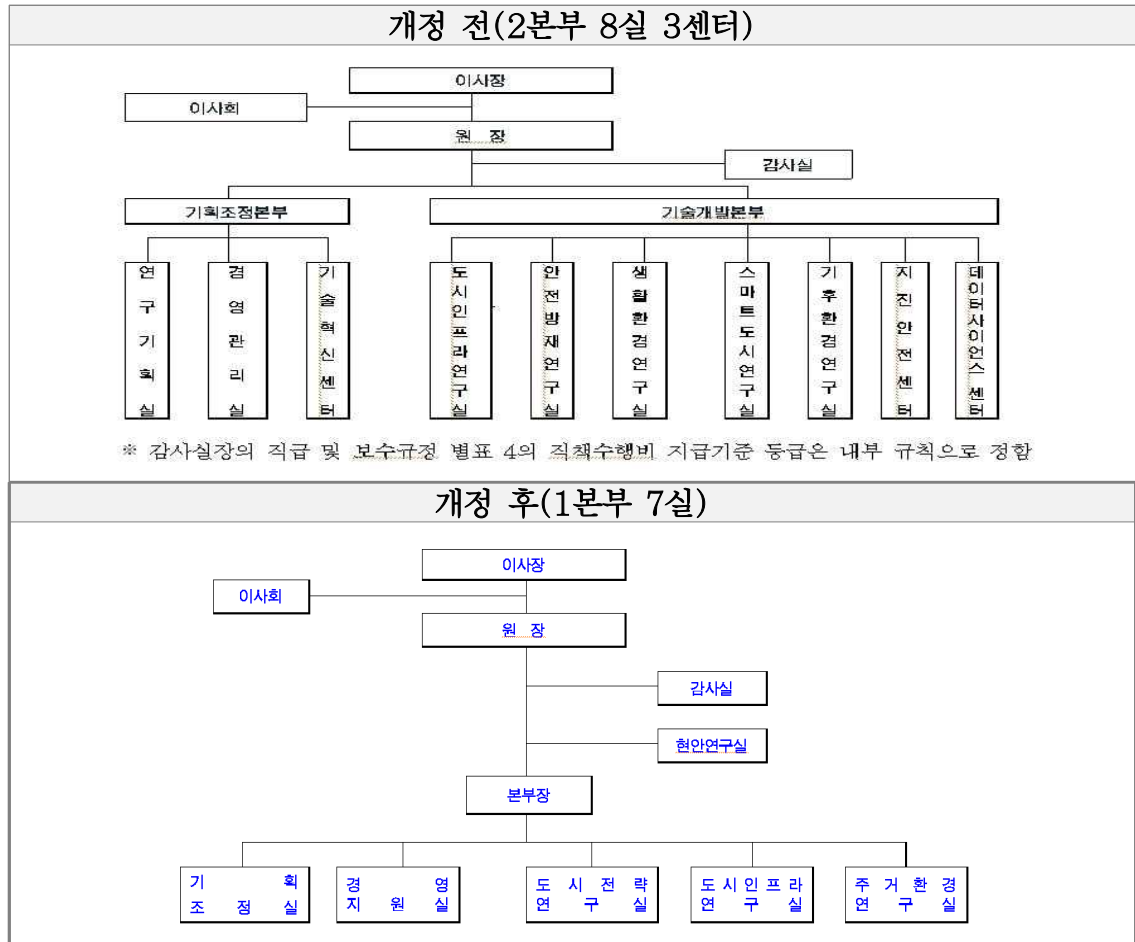 개정 전(2본부 8실 3센터)
이사장
이사회
원 장
감사실
기획조정본부
기술개발본부
연구기획실
경영관리실
기술혁신센터
도시인프라연구실
안전방재연구실
생활환경연구실
스마트도시연구실
기후환경연구실
지진안전센터
데이터사이언스센터
※ 감사실장의 직급 및 보수규정 별표 4의 직책수행비 지급기준 등급은 내부 규칙으로 정함
개정 후(1본부 7실)
이사장
이사회
원 장
감사실
현안연구실
본부장
기 획
조 정 실
경 영
지 원 실
도 시 전 략
연 구 실
도 시 인 프 라
연 구 실
주 거 환 경
연 구 실